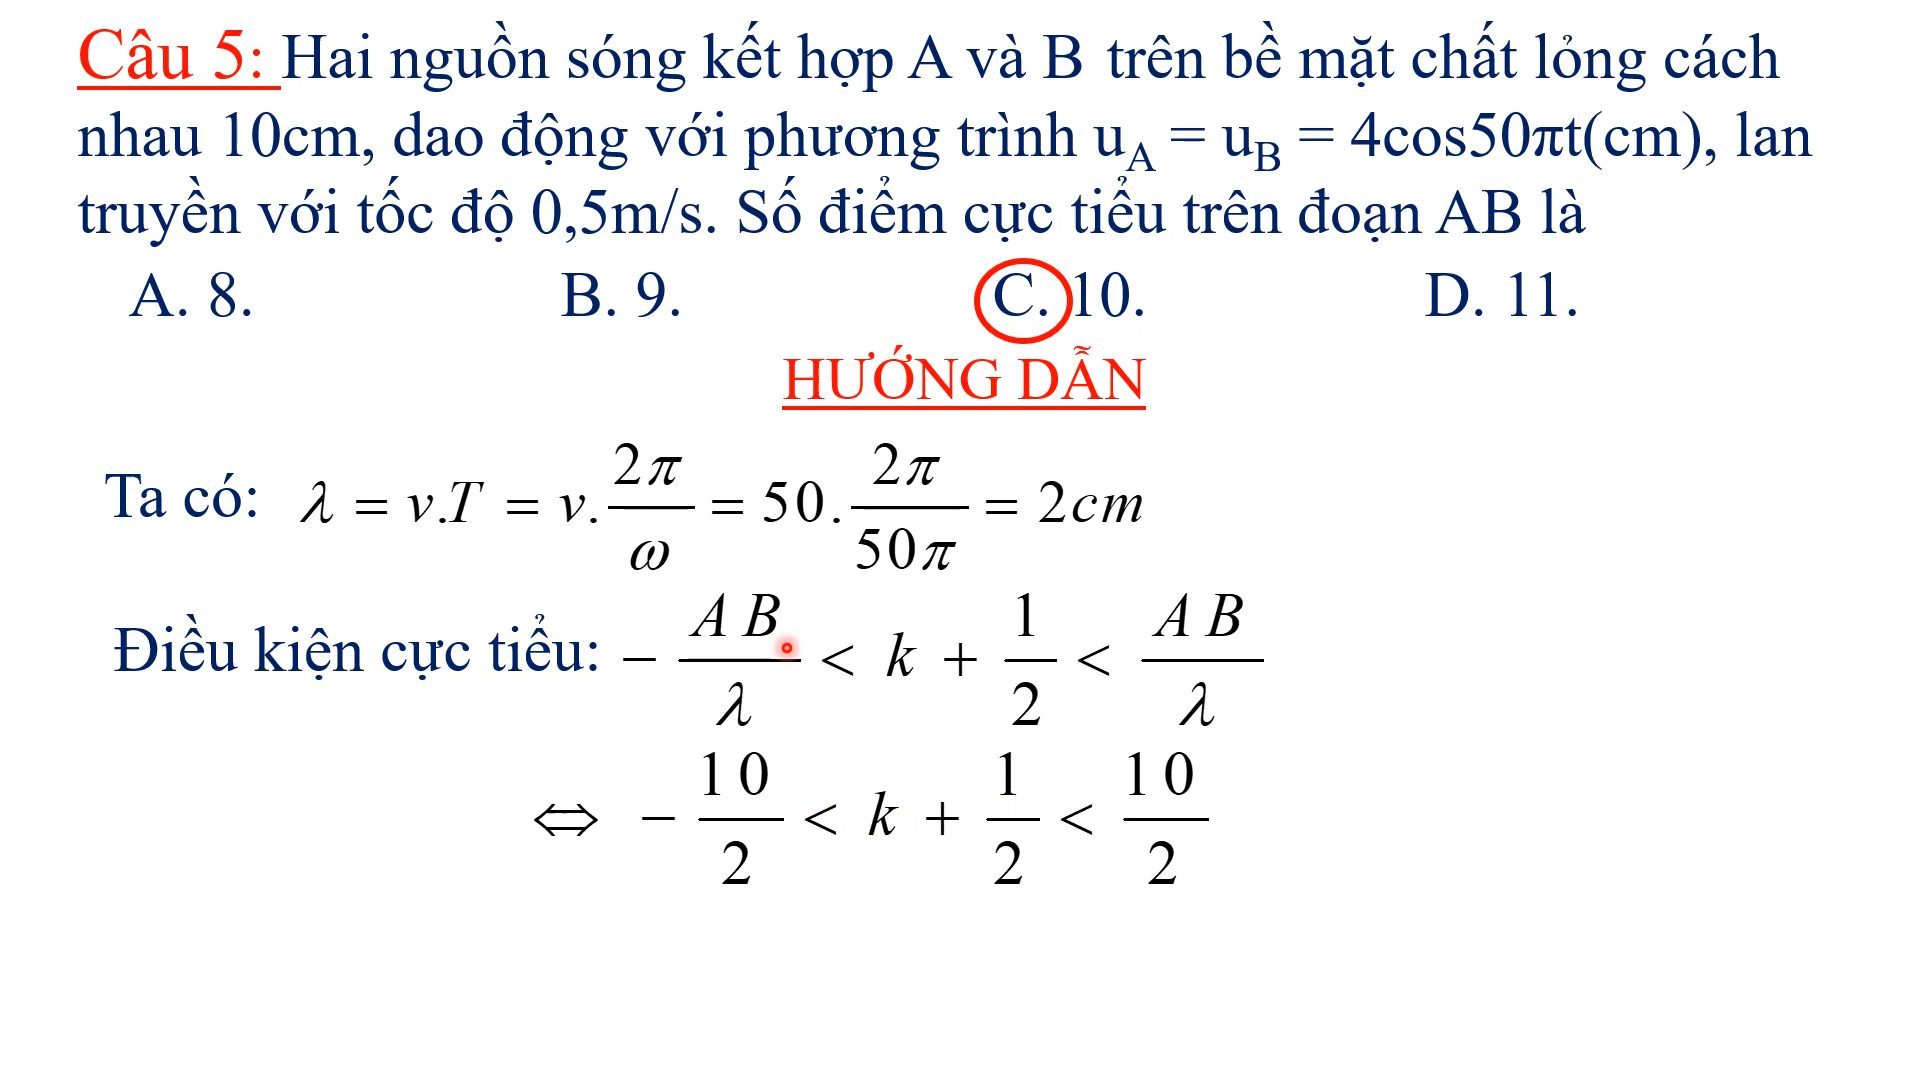 Câu 5: Hai nguồn sóng kết hợp A và B trên bề mặt chất lỏng cách
nhau 10cm, dao động với phương trình u_A = u_B = 4cos50πt(cm), lan
truyền với tốc độ 0,5m/s. Số điểm cực tiểu trên đoạn AB là
A. 8. B. 9. C. 10. D. 11.
HƯỚNG DẪN
Ta có: λ = v.T = v.2π/ω = 50.2π/50π = 2cm
Điều kiện cực tiểu: − AB/λ < k + 1/2 < AB/λ
⇔ − 10/2 < k + 1/2 < 10/2